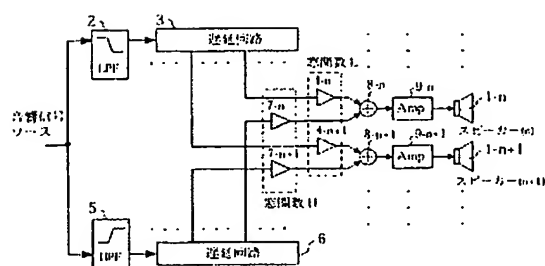 2
3
LPF
遅延回路
音響信号
ソース
窓関数L
4-n
7-n
8-n
9-n
Amp
1-n
スピーカー(n)
4-n+1
7-n+1
8-n+1
9-n+1
Amp
1-n+1
スピーカー(n+1)
窓関数H
5
HPF
遅延回路
6